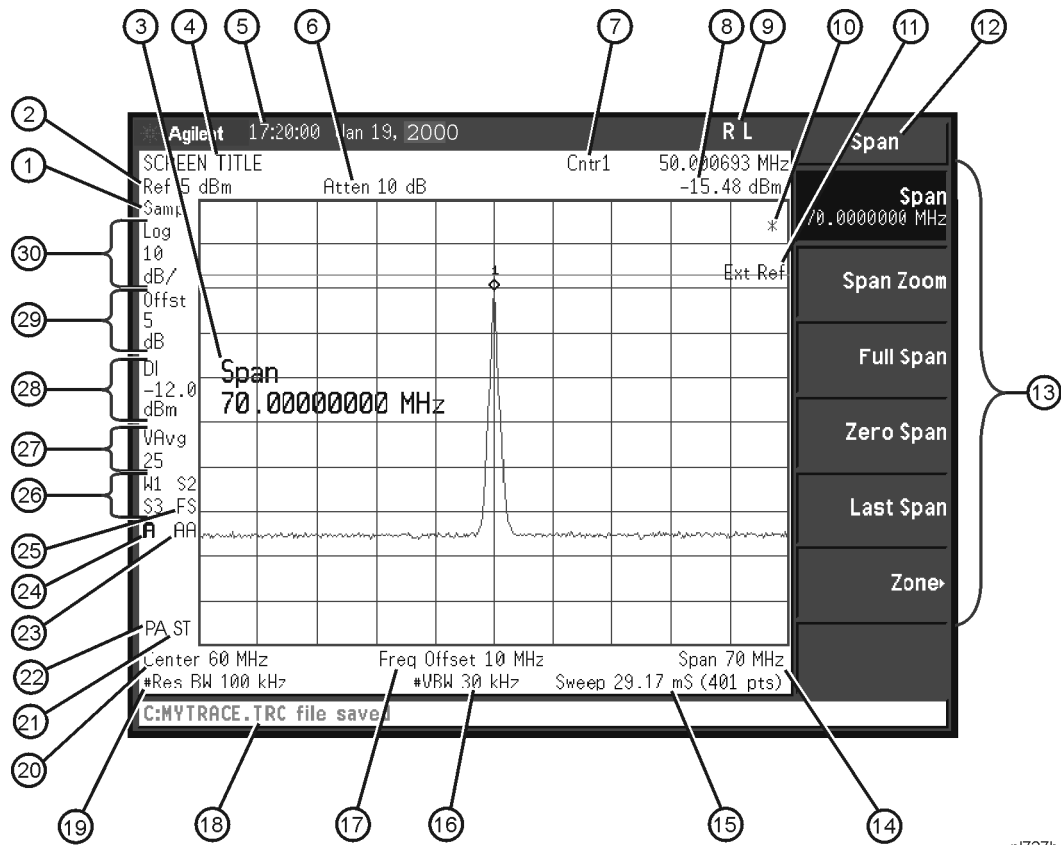 3 4 5 6 7 8 9 10 11 12
2
1
30
29
28
27
26
25
24
23
22
21
20
19 18 17 16 15 14
13
Agilent 17:20:00 Jan 19, 2000 R L
SCREEN TITLE Cntr1 50.000693 MHz
Ref 5 dBm Atten 10 dB -15.48 dBm
Samp
Log
10
dB/
Offst
5
dB
DI
-12.0
dBm
VAvg
25
W1 S2
S3 FS
A AA
PA ST
*
Ext Ref
1
Span
70.00000000 MHz
Center 60 MHz Freq Offset 10 MHz Span 70 MHz
#Res BW 100 kHz #VBW 30 kHz Sweep 29.17 mS (401 pts)
C:MYTRACE.TRC file saved
Span
Span
70.0000000 MHz
Span Zoom
Full Span
Zero Span
Last Span
Zone